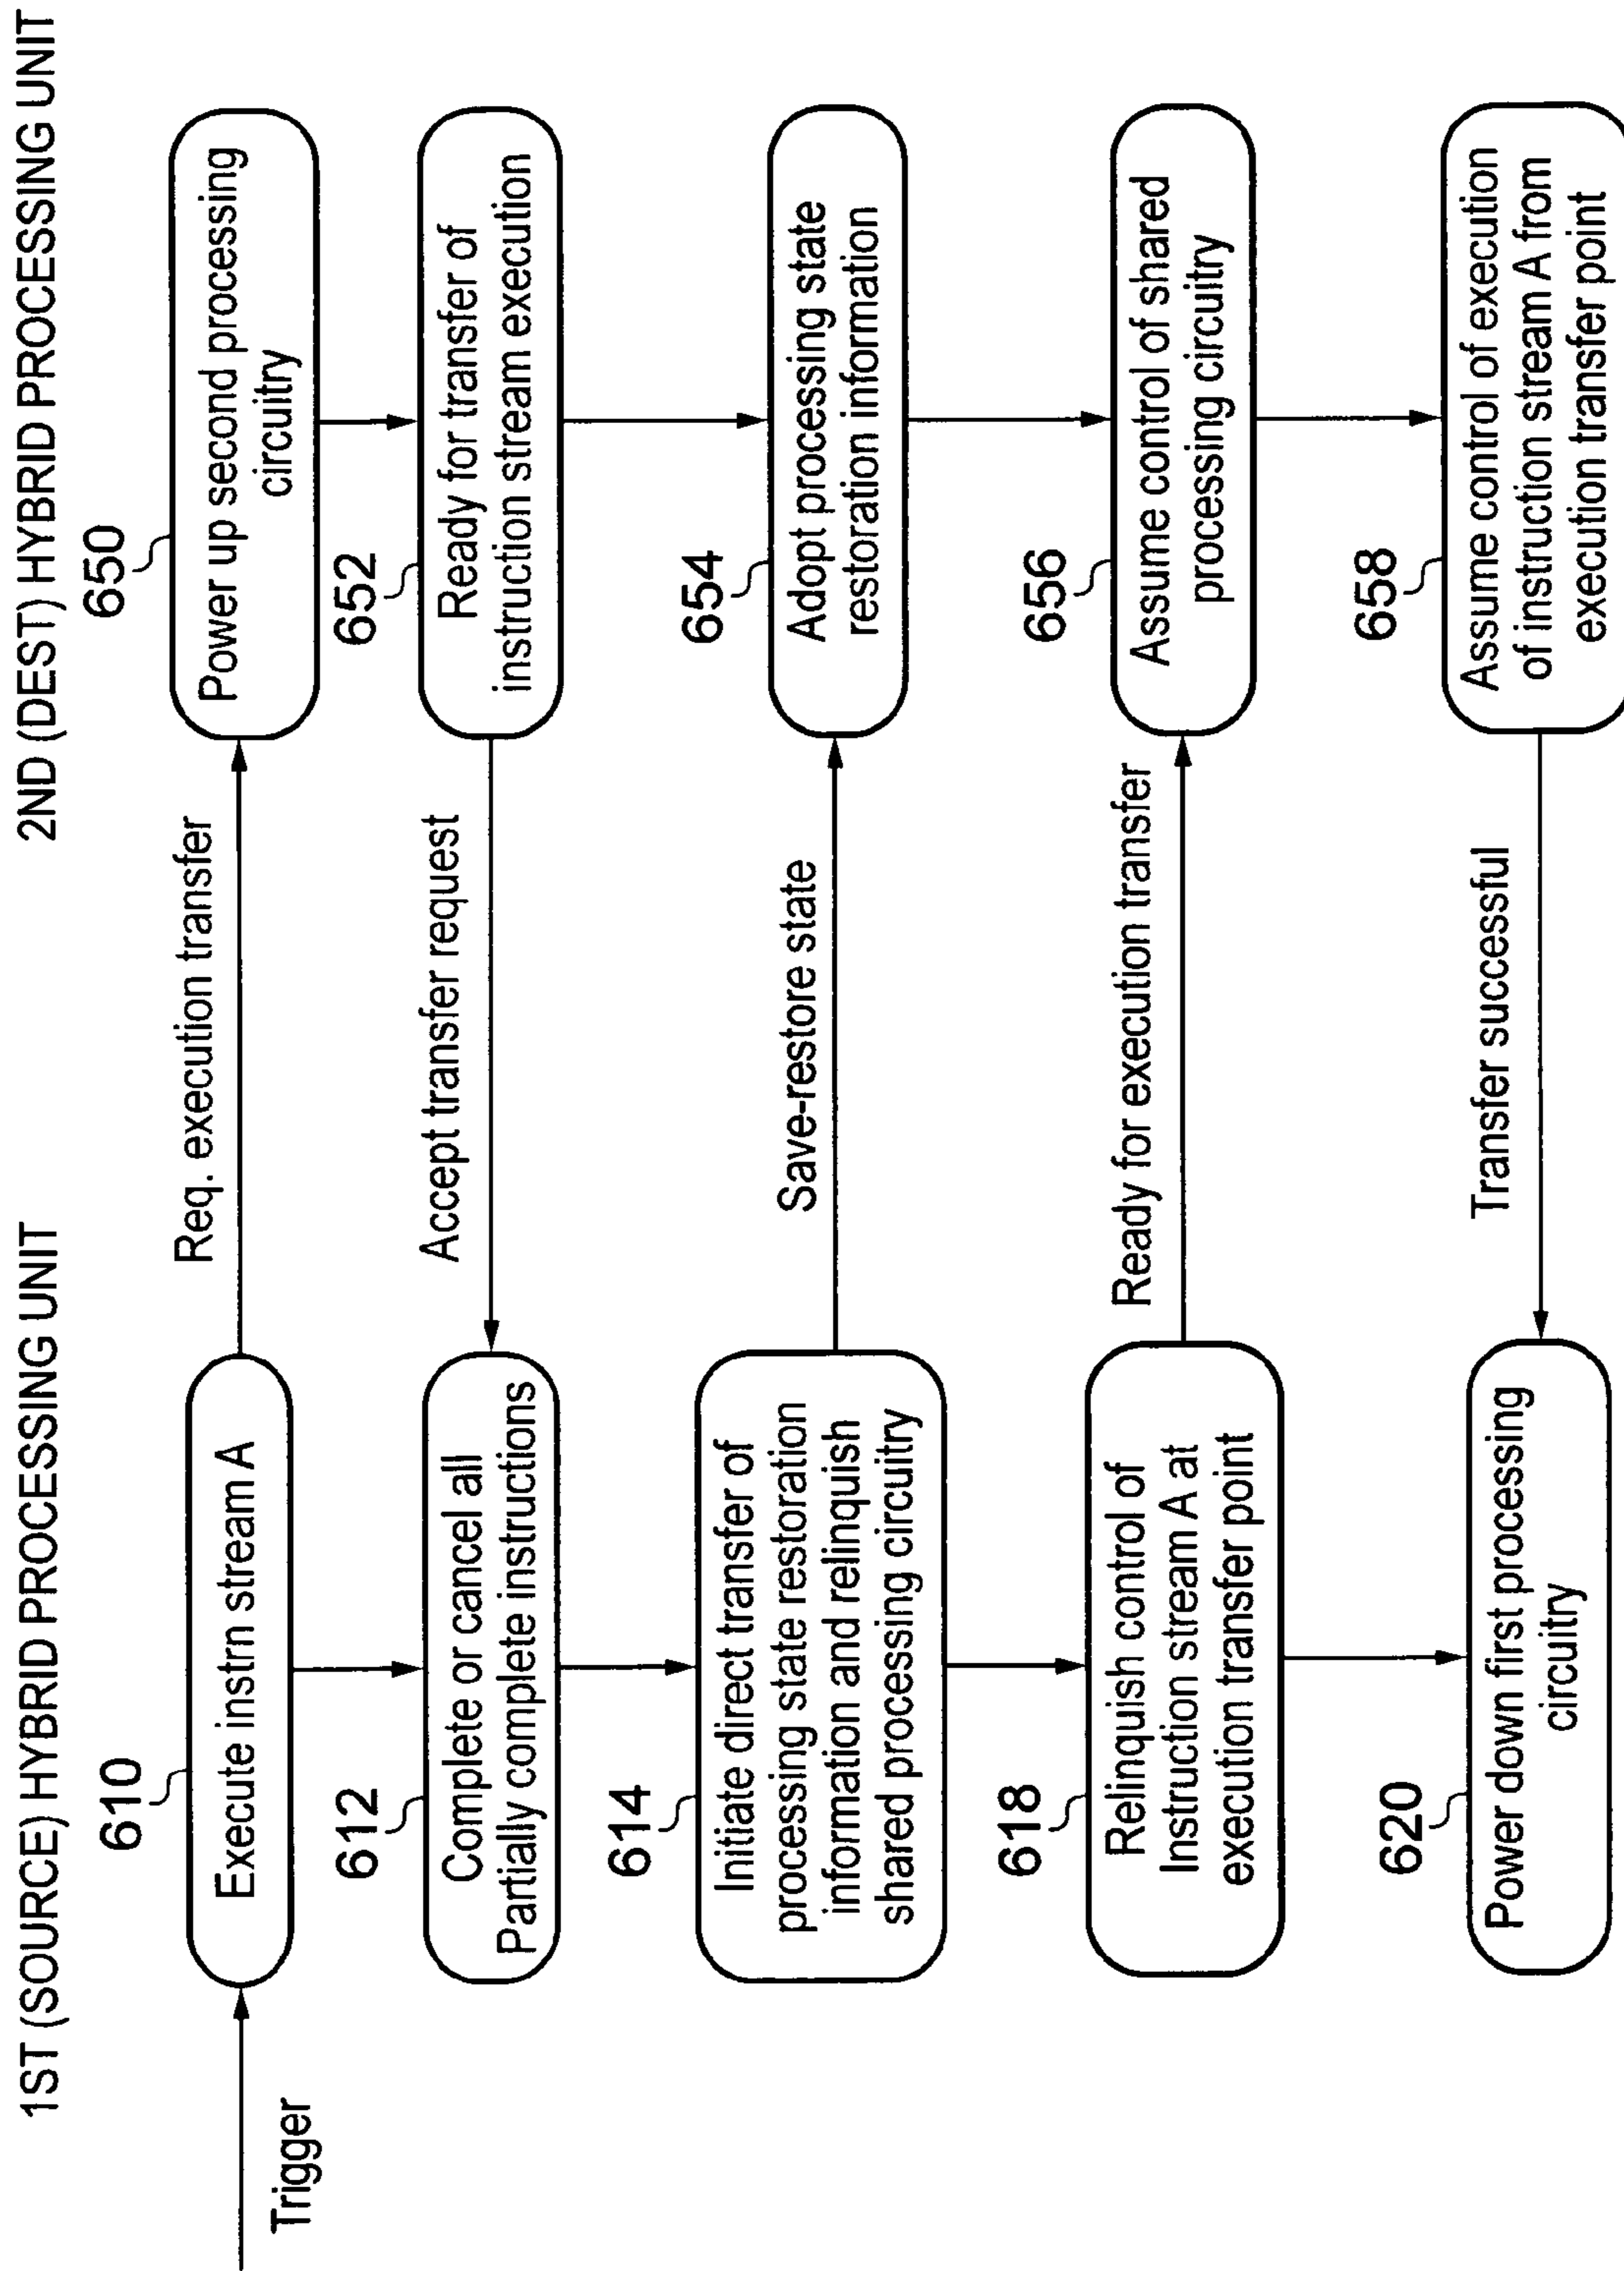 1ST (SOURCE) HYBRID PROCESSING UNIT
2ND (DEST) HYBRID PROCESSING UNIT
Trigger
610
Execute instrn stream A
Req. execution transfer
650
Power up second processing
circuitry
612
Complete or cancel all
Partially complete instructions
Accept transfer request
652
Ready for transfer of
instruction stream execution
614
Initiate direct transfer of
processing state restoration
information and relinquish
shared processing circuitry
Save-restore state
654
Adopt processing state
restoration information
618
Relinquish control of
Instruction stream A at
execution transfer point
Ready for execution transfer
656
Assume control of shared
processing circuitry
620
Power down first processing
circuitry
Transfer successful
658
Assume control of execution
of instruction stream A from
execution transfer point